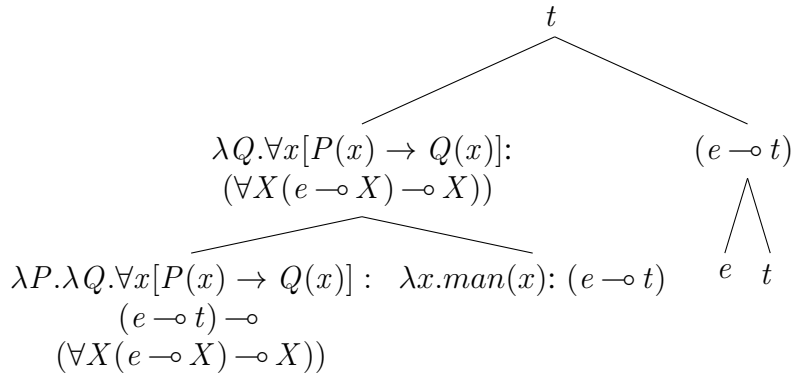 t
λQ.∀x[P(x) → Q(x)]:
(∀X(e ⊸ X) ⊸ X))
(e ⊸ t)
λP.λQ.∀x[P(x) → Q(x)] :
(e ⊸ t) ⊸
(∀X(e ⊸ X) ⊸ X))
λx.man(x): (e ⊸ t)
e
t